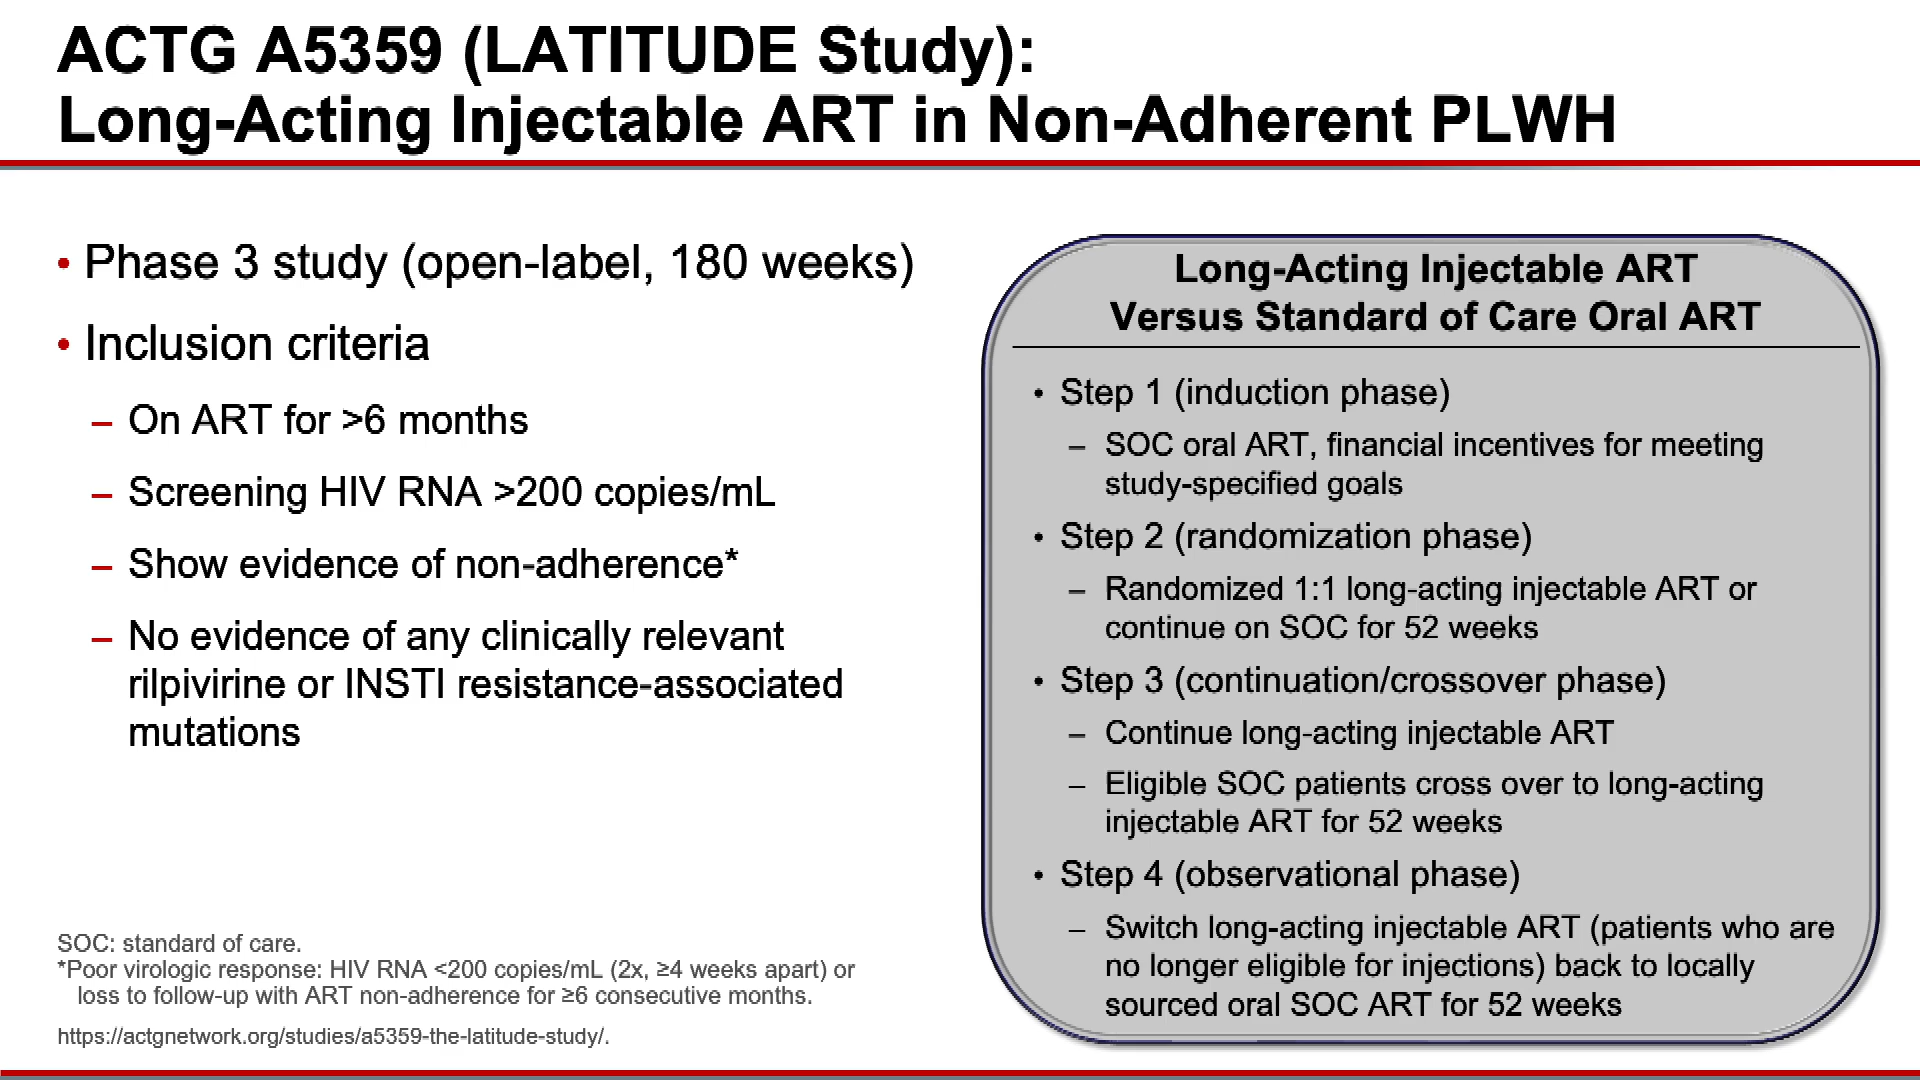 ACTG A5359 (LATITUDE Study):
Long-Acting Injectable ART in Non-Adherent PLWH
• Phase 3 study (open-label, 180 weeks)
• Inclusion criteria
– On ART for >6 months
– Screening HIV RNA >200 copies/mL
– Show evidence of non-adherence*
– No evidence of any clinically relevant
rilpivirine or INSTI resistance-associated
mutations
SOC: standard of care.
*Poor virologic response: HIV RNA <200 copies/mL (2x, ≥4 weeks apart) or
loss to follow-up with ART non-adherence for ≥6 consecutive months.
https://actgnetwork.org/studies/a5359-the-latitude-study/.
Long-Acting Injectable ART
Versus Standard of Care Oral ART
• Step 1 (induction phase)
– SOC oral ART, financial incentives for meeting
study-specified goals
• Step 2 (randomization phase)
– Randomized 1:1 long-acting injectable ART or
continue on SOC for 52 weeks
• Step 3 (continuation/crossover phase)
– Continue long-acting injectable ART
– Eligible SOC patients cross over to long-acting
injectable ART for 52 weeks
• Step 4 (observational phase)
– Switch long-acting injectable ART (patients who are
no longer eligible for injections) back to locally
sourced oral SOC ART for 52 weeks